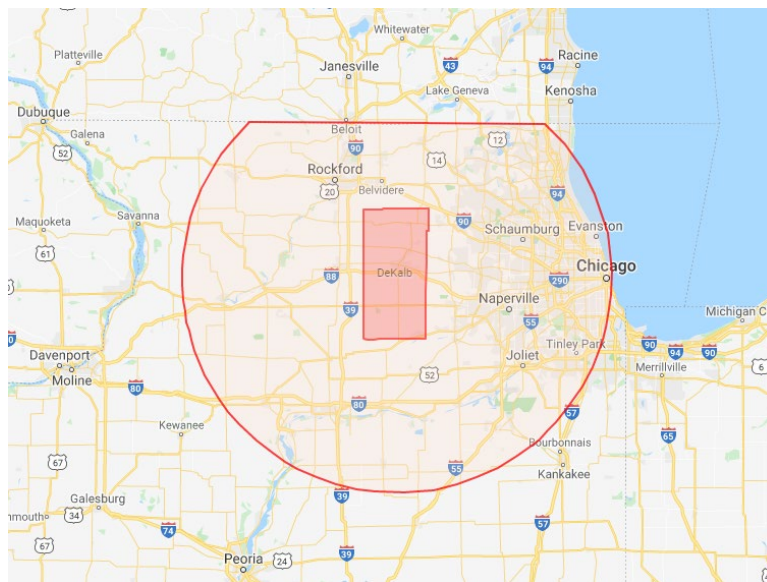 Whitewater
Platteville
Janesville
43
94
Racine
Lake Geneva
Kenosha
Dubuque
Galena
Beloit
52
90
12
14
Rockford
20
Belvidere
94
Maquoketa
Savanna
90
Schaumburg
Evanston
61
DeKalb
88
290
Chicago
39
Naperville
55
Michigan C
Davenport
Moline
Tinley Park
90
94
90
Joliet
52
Merrillville
6
80
80
Kewanee
57
65
67
Bourbonnais
55
Kankakee
39
Galesburg
nmouth
34
74
57
67
Peoria
24
39